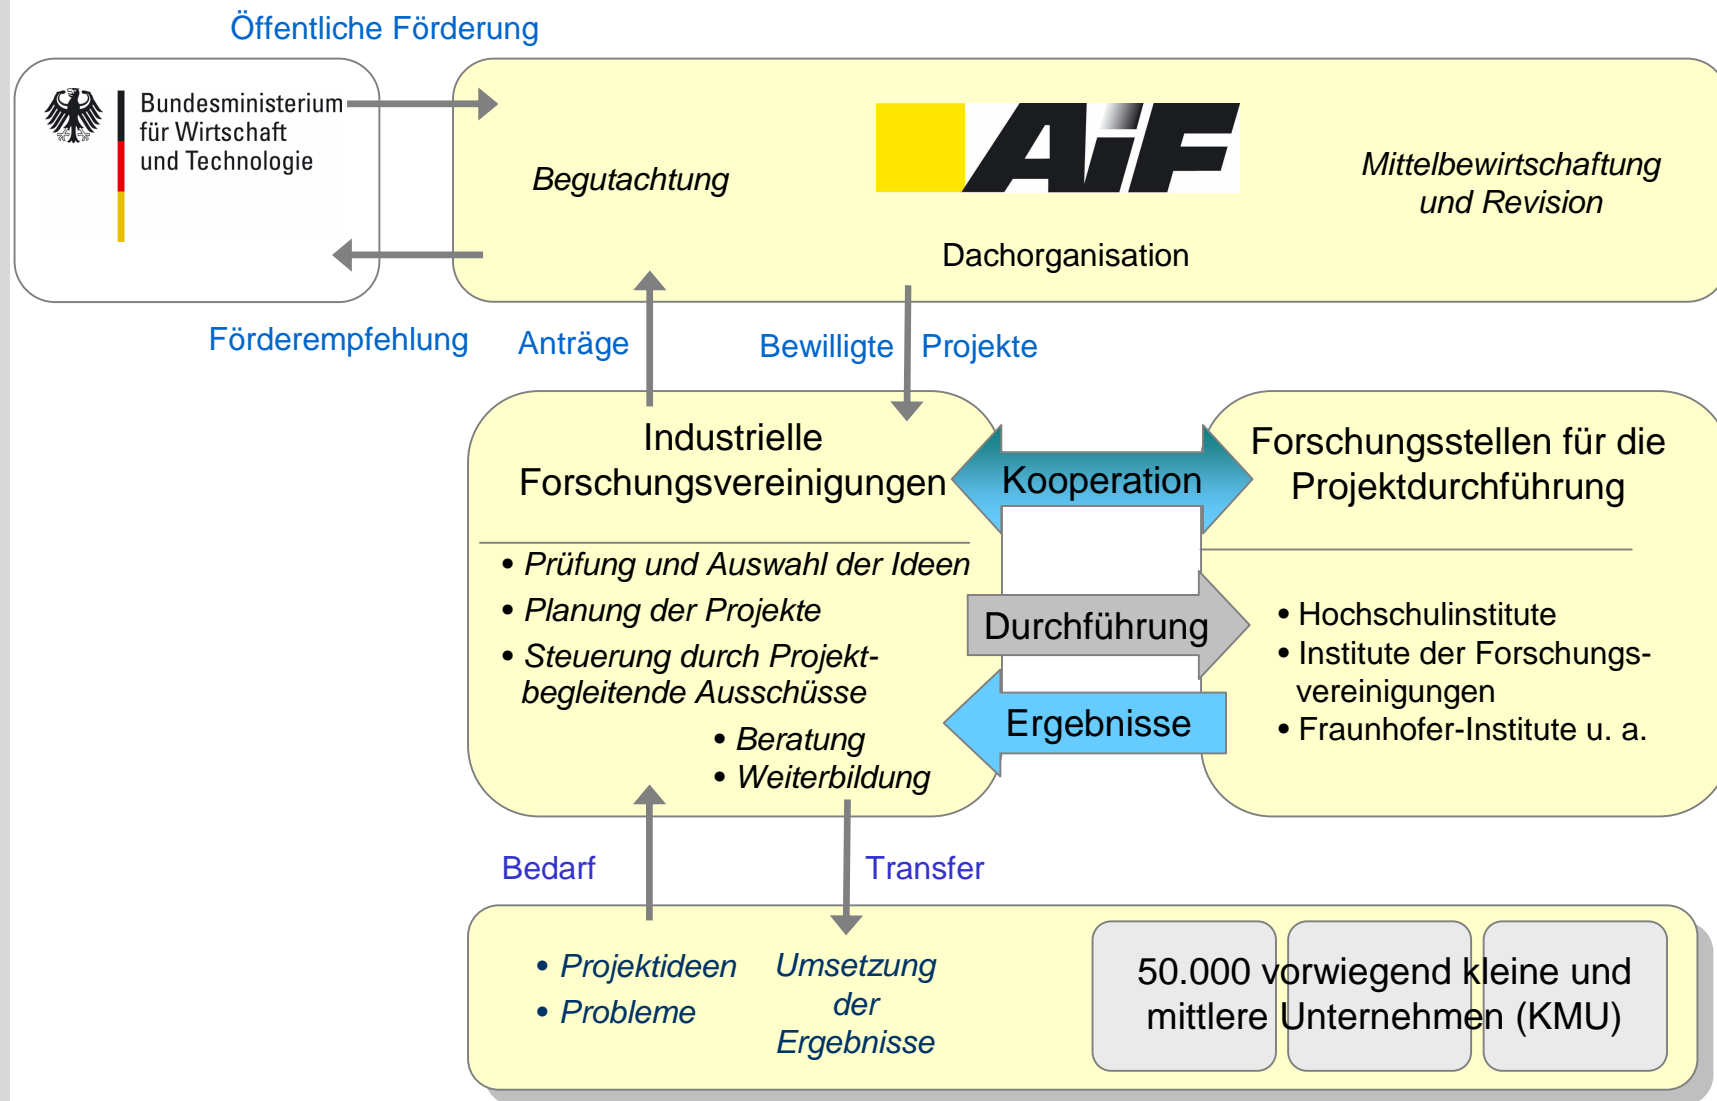 Öffentliche Förderung
Bundesministerium
für Wirtschaft
und Technologie
Begutachtung
AiF
Dachorganisation
Mittelbewirtschaftung
und Revision
Förderempfehlung
Anträge
Bewilligte Projekte
Industrielle
Forschungsvereinigungen
• Prüfung und Auswahl der Ideen
• Planung der Projekte
• Steuerung durch Projekt-
begleitende Ausschüsse
• Beratung
• Weiterbildung
Kooperation
Durchführung
Ergebnisse
Forschungsstellen für die
Projektdurchführung
• Hochschulinstitute
• Institute der Forschungs-
vereinigungen
• Fraunhofer-Institute u. a.
Bedarf
Transfer
• Projektideen
• Probleme
Umsetzung
der
Ergebnisse
50.000 vorwiegend kleine und
mittlere Unternehmen (KMU)